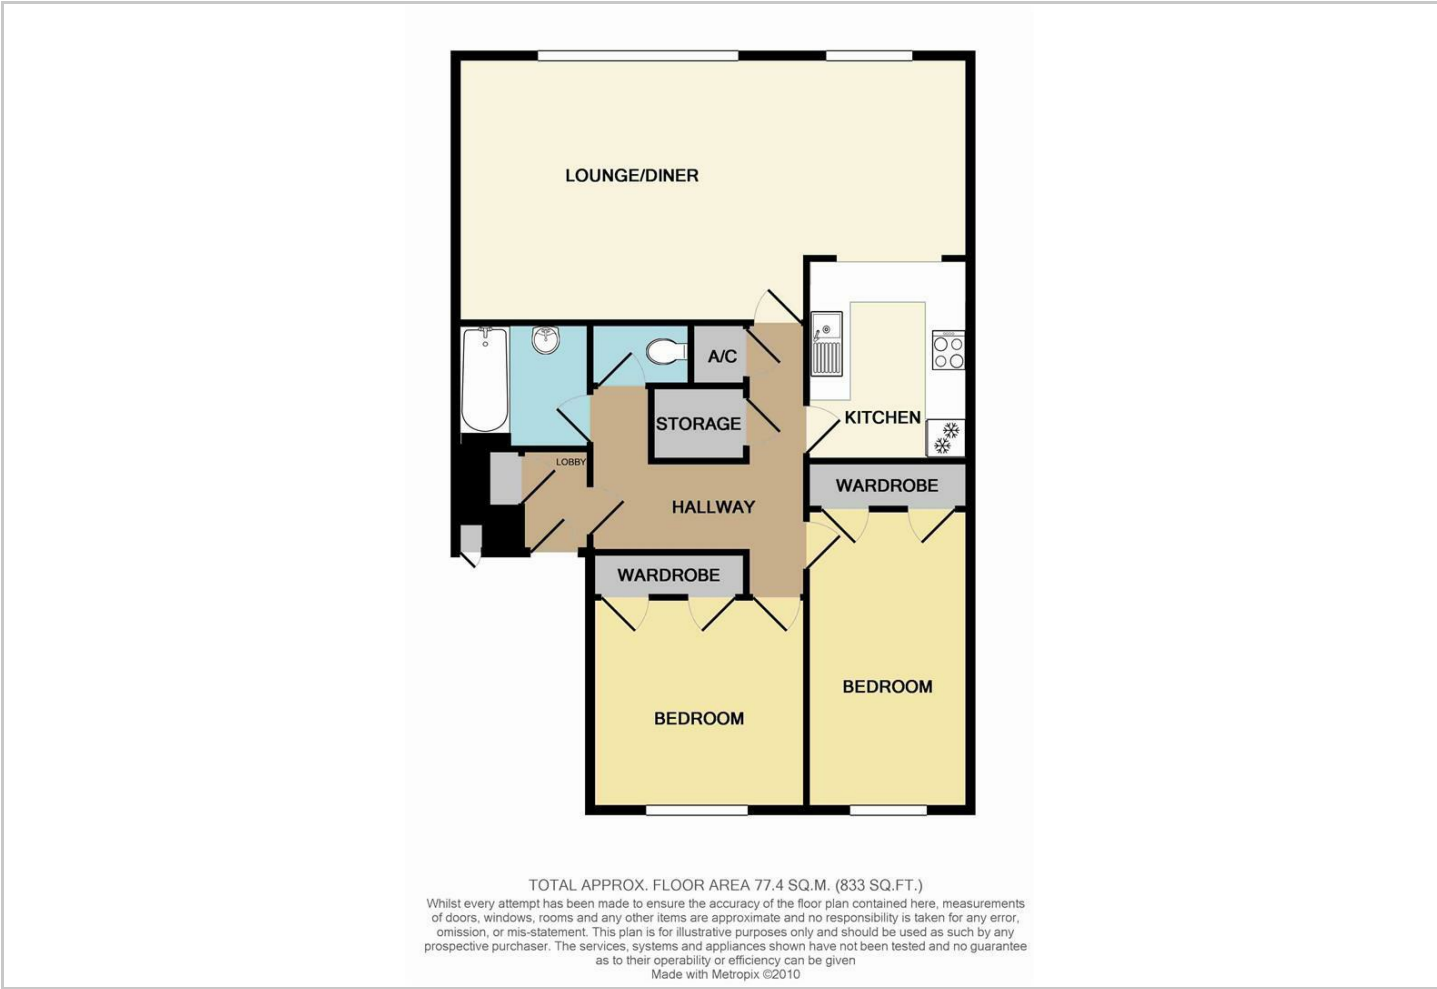 LOUNGE/DINER
A/C
KITCHEN
STORAGE
LOBBY
WARDROBE
HALLWAY
WARDROBE
BEDROOM
BEDROOM
TOTAL APPROX. FLOOR AREA 77.4 SQ.M. (833 SQ.FT.)
Whilst every attempt has been made to ensure the accuracy of the floor plan contained here, measurements
of doors, windows, rooms and any other items are approximate and no responsibility is taken for any error,
omission, or mis-statement. This plan is for illustrative purposes only and should be used as such by any
prospective purchaser. The services, systems and appliances shown have not been tested and no guarantee
as to their operability or efficiency can be given
Made with Metropix ©2010